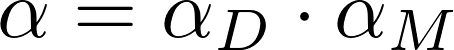 α = α_D · α_M